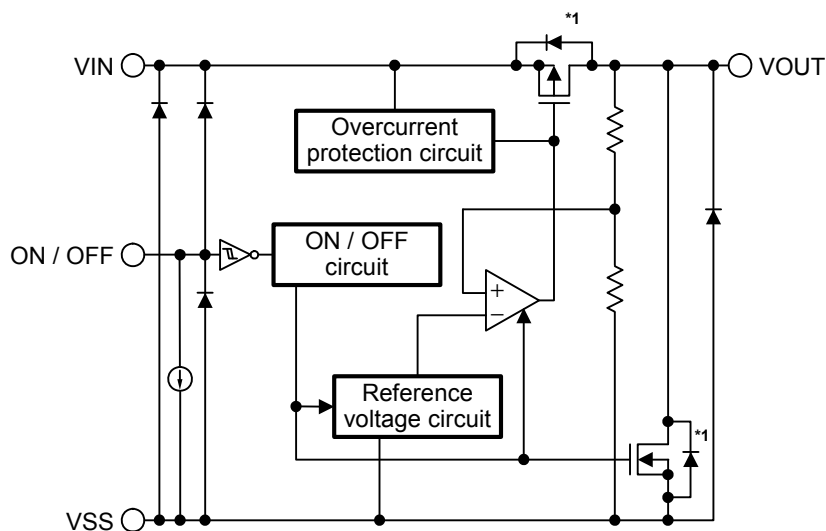 *1
VIN
VOUT
Overcurrent
protection circuit
ON / OFF
ON / OFF
circuit
+
−
Reference
voltage circuit
*1
VSS